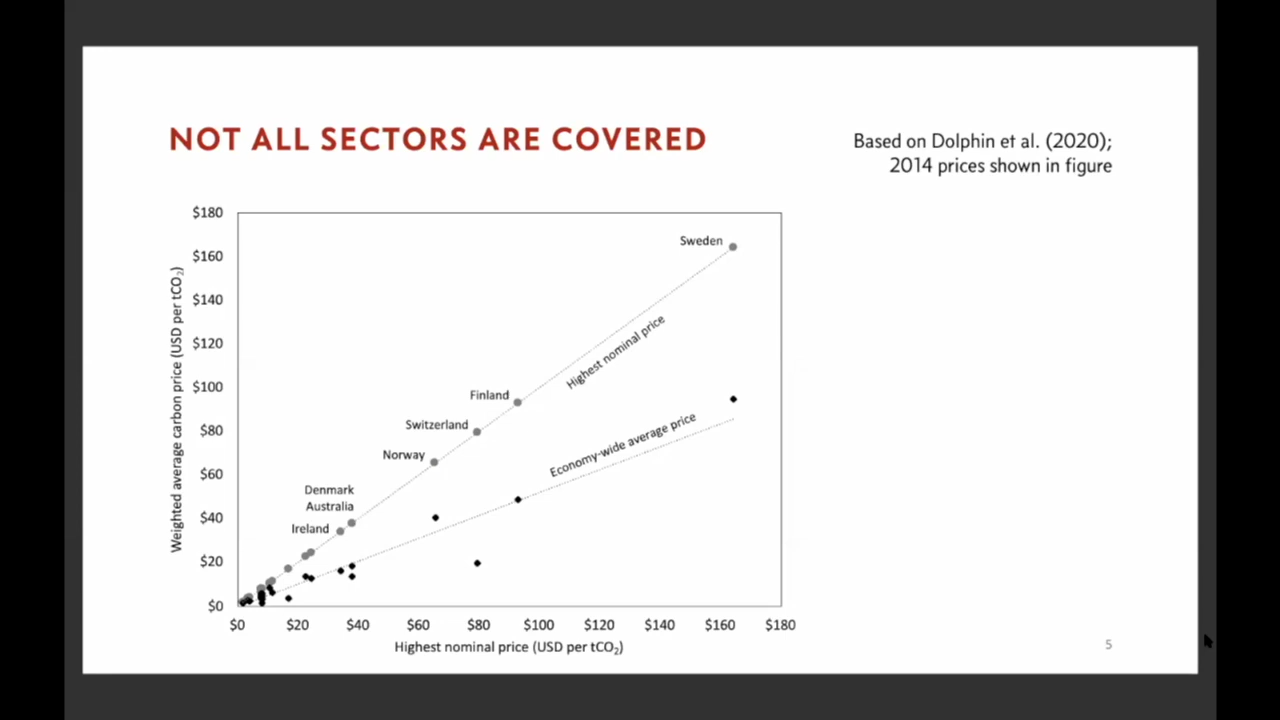 NOT ALL SECTORS ARE COVERED
Based on Dolphin et al. (2020);
2014 prices shown in figure
Weighted average carbon price (USD per tCO₂)
$180
$160
$140
$120
$100
$80
$60
$40
$20
$0
Sweden
Highest nominal price
Finland
Switzerland
Economy-wide average price
Norway
Denmark
Australia
Ireland
$0 $20 $40 $60 $80 $100 $120 $140 $160 $180
Highest nominal price (USD per tCO₂)
5